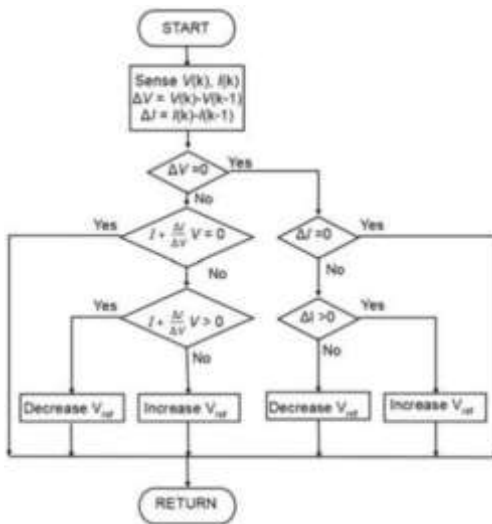 START
Sense V(k), I(k)
ΔV = V(k)-V(k-1)
ΔI = I(k)-I(k-1)
ΔV =0
Yes
No
Yes
I + ΔI/ΔV V = 0
ΔI =0
Yes
No
No
Yes
I + ΔI/ΔV V > 0
ΔI >0
Yes
No
No
Decrease Vref
Increase Vref
Decrease Vref
Increase Vref
RETURN